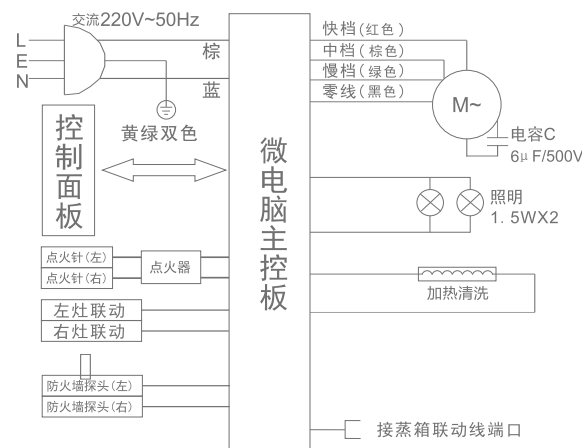 交流220V~50Hz
L
E
N
棕
蓝
黄绿双色
控制面板
点火针(左)
点火针(右)
点火器
左灶联动
右灶联动
防火墙探头(左)
防火墙探头(右)
微电脑主控板
快档(红色)
中档(棕色)
慢档(绿色)
零线(黑色)
M~
电容C
6μF/500V
照明
1.5WX2
加热清洗
接蒸箱联动线端口